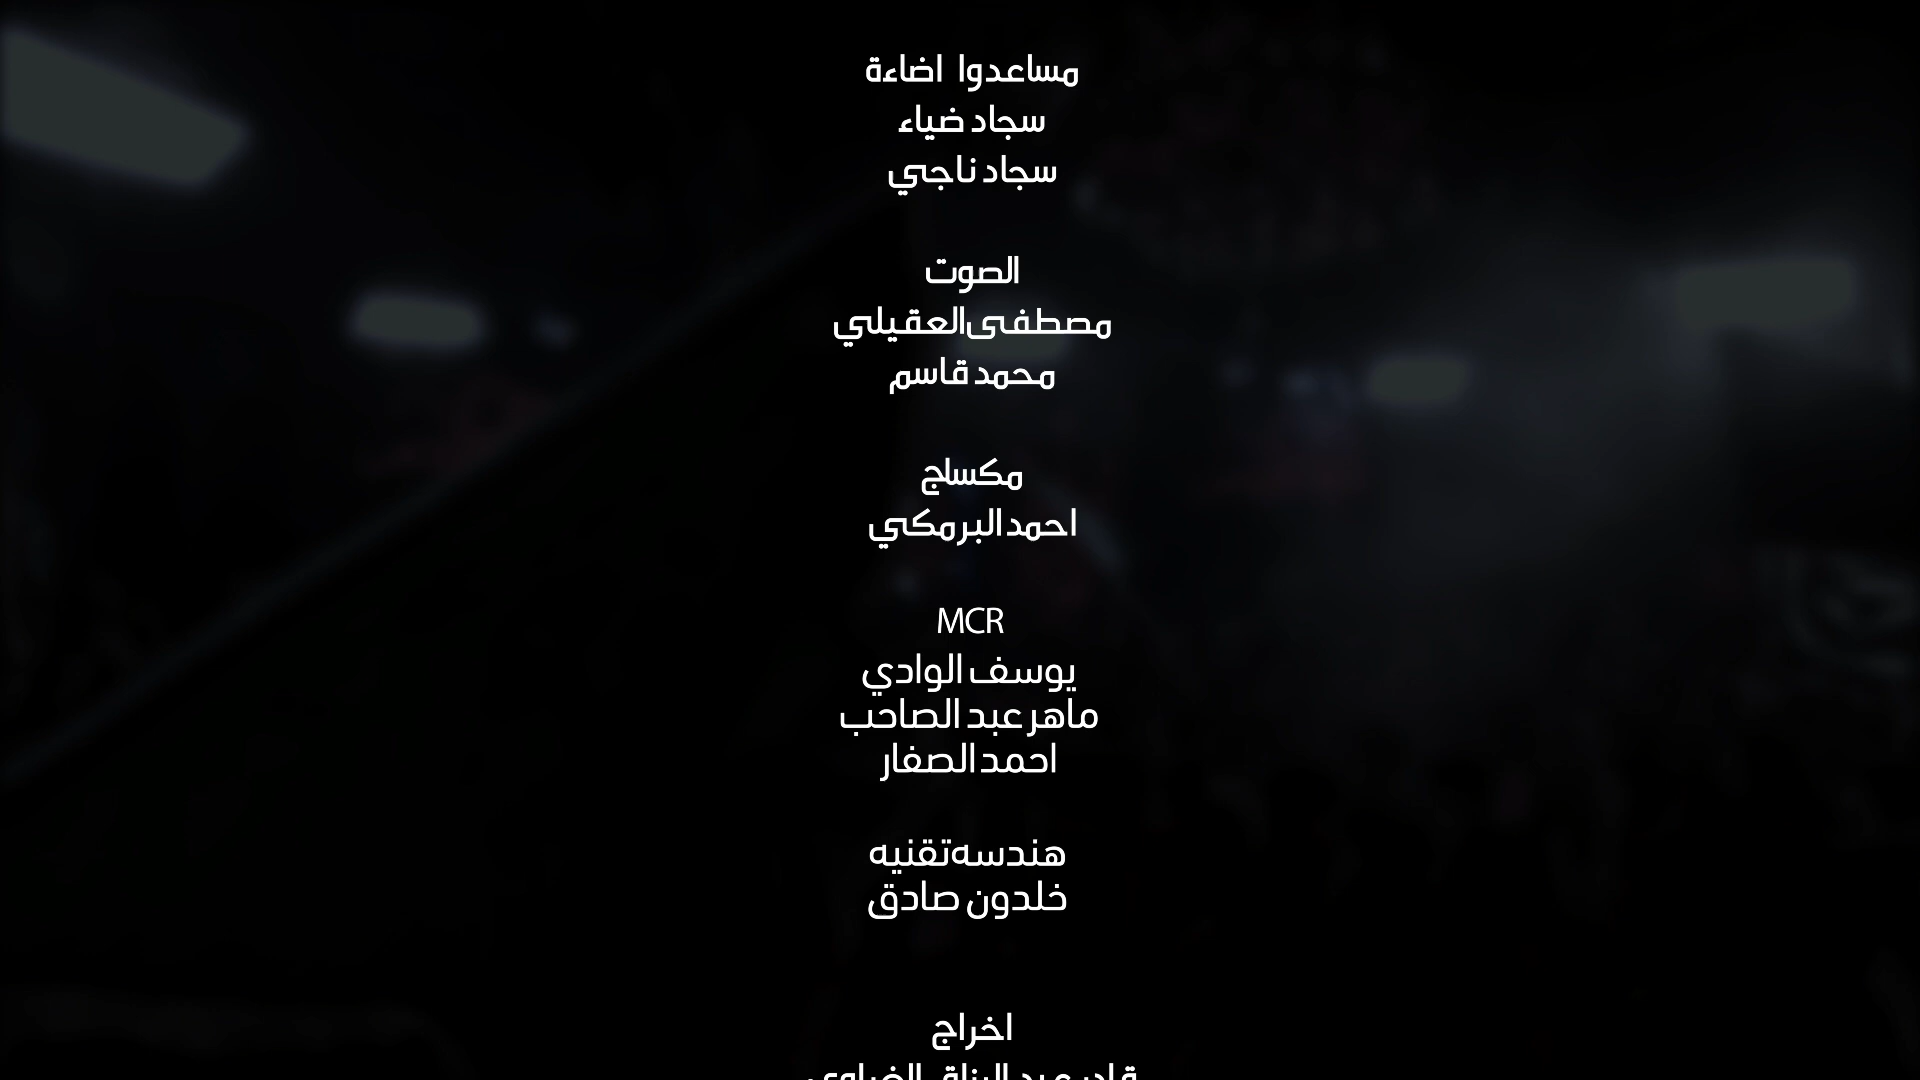 مساعدوا اضاءة
سجاد ضياء
سجاد ناجي
الصوت
مصطفى العقيلي
محمد قاسم
مكساج
احمد البرمكي
MCR
يوسف الوادي
ماهر عبد الصاحب
احمد الصفار
هندسه تقنيه
خلدون صادق
اخراج